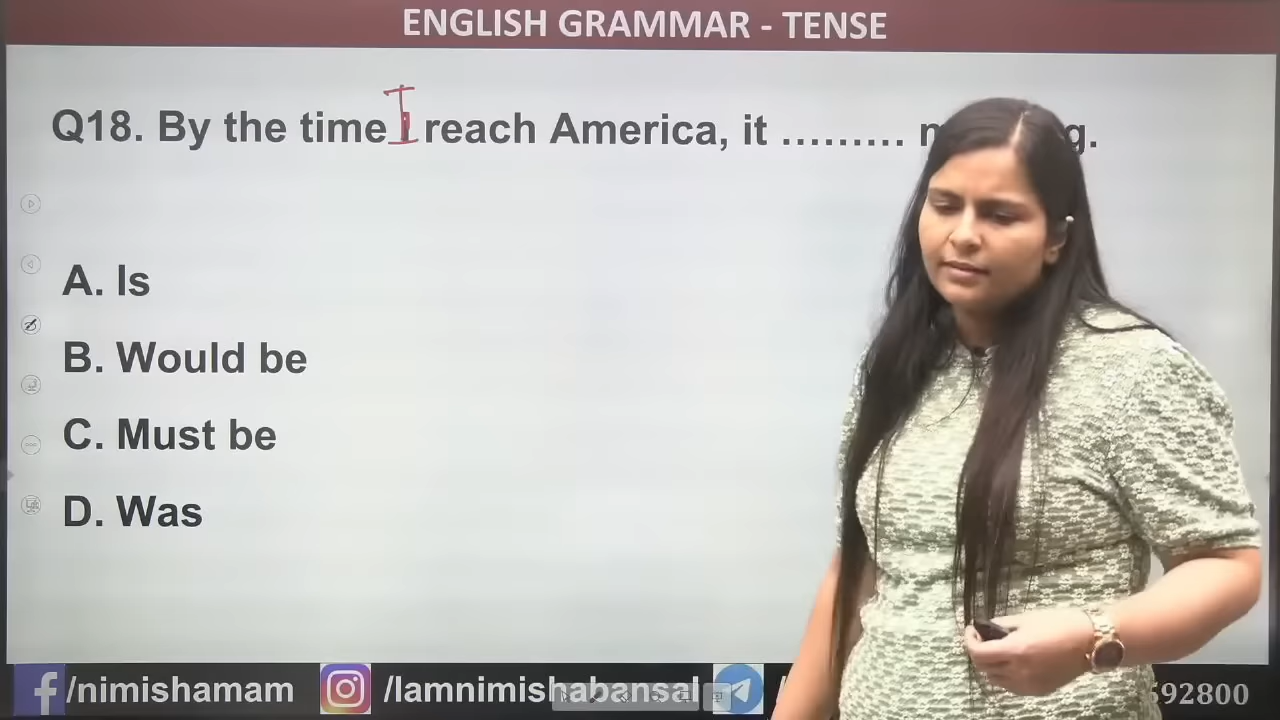 ENGLISH GRAMMAR - TENSE
Q18. By the time I reach America, it ………
A. Is
B. Would be
C. Must be
D. Was
/nimishamam /Iamnimishabansal
592800